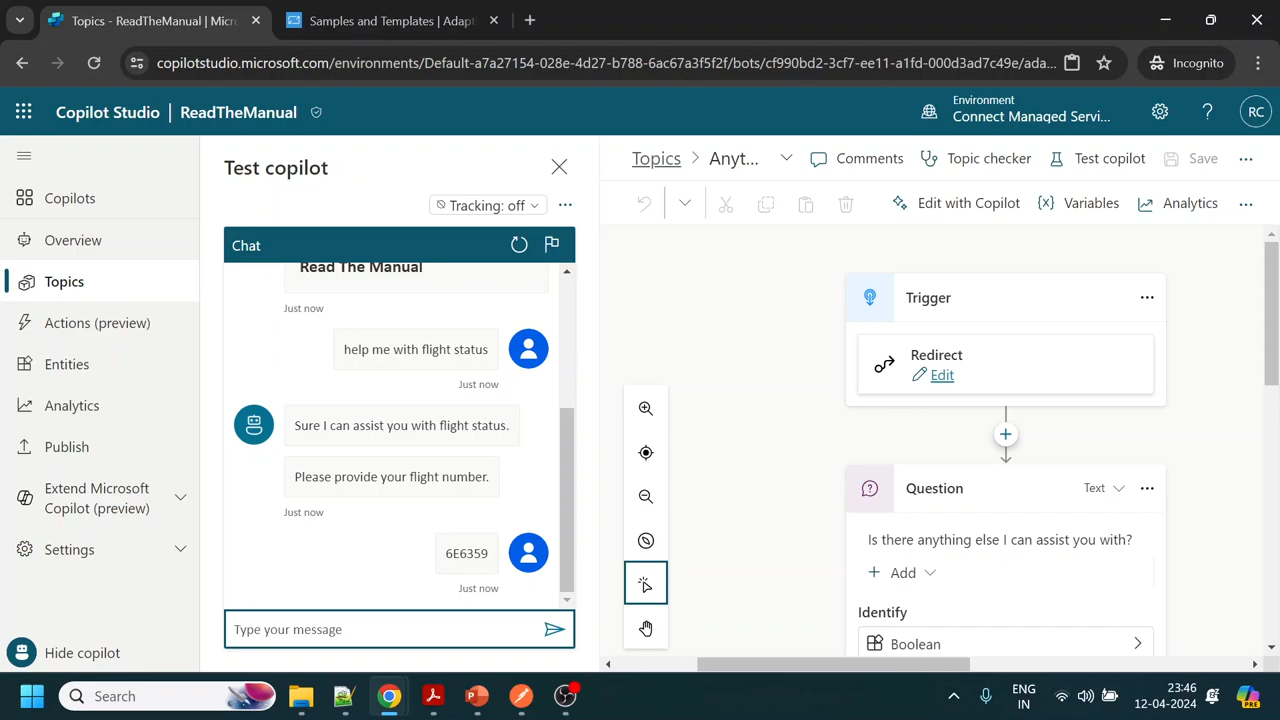 Topics - ReadTheManual | Micr
Samples and Templates | Adapt
copilotstudio.microsoft.com/environments/Default-a7a27154-028e-4d27-b788-6ac67a3f5f2f/bots/cf990bd2-3cf7-ee11-a1fd-000d3ad7c49e/ada...
Incognito
Copilot Studio | ReadTheManual
Environment
Connect Managed Servi...
RC
Copilots
Overview
Topics
Actions (preview)
Entities
Analytics
Publish
Extend Microsoft
Copilot (preview)
Settings
Hide copilot
Test copilot
Tracking: off
Chat
Read The Manual
Just now
help me with flight status
Just now
Sure I can assist you with flight status.
Please provide your flight number.
Just now
6E6359
Just now
Type your message
Topics > Anyt...
Comments
Topic checker
Test copilot
Save
Edit with Copilot
{x} Variables
Analytics
Trigger
Redirect
Edit
Question
Text
Is there anything else I can assist you with?
+ Add
Identify
Boolean
Search
ENG
IN
23:46
12-04-2024
PRE